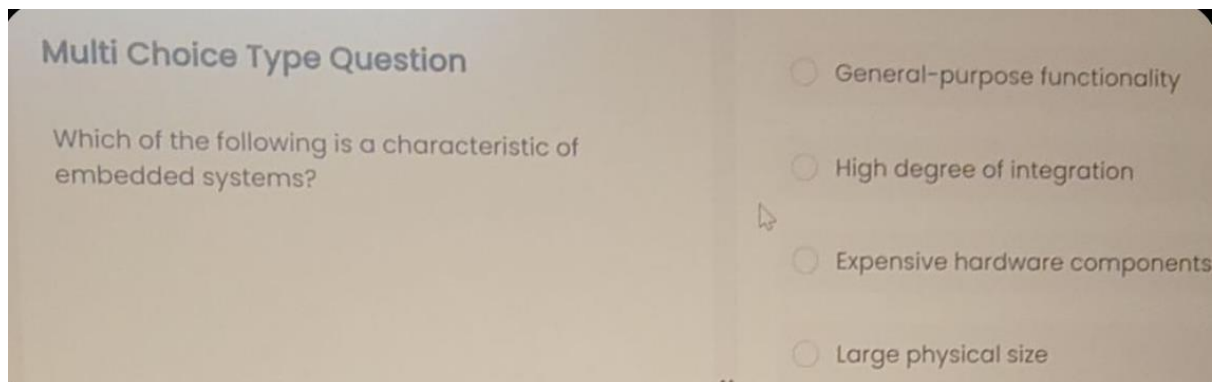 Multi Choice Type Question
Which of the following is a characteristic of
embedded systems?
General-purpose functionality
High degree of integration
Expensive hardware components
Large physical size